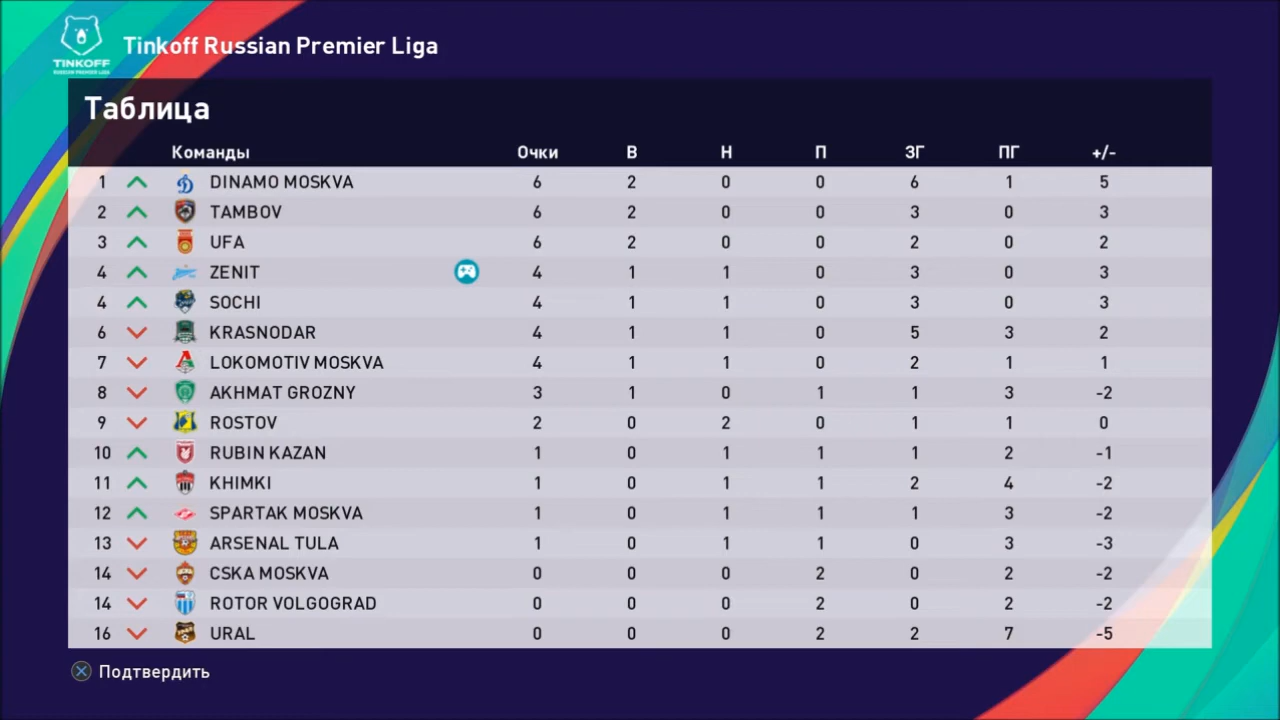 TINKOFF
RUSSIAN PREMIER LIGA
Tinkoff Russian Premier Liga
Таблица
Команды Очки В Н П ЗГ ПГ +/-
1 DINAMO MOSKVA 6 2 0 0 6 1 5
2 TAMBOV 6 2 0 0 3 0 3
3 UFA 6 2 0 0 2 0 2
4 ZENIT 4 1 1 0 3 0 3
4 SOCHI 4 1 1 0 3 0 3
6 KRASNODAR 4 1 1 0 5 3 2
7 LOKOMOTIV MOSKVA 4 1 1 0 2 1 1
8 AKHMAT GROZNY 3 1 0 1 1 3 -2
9 ROSTOV 2 0 2 0 1 1 0
10 RUBIN KAZAN 1 0 1 1 1 2 -1
11 KHIMKI 1 0 1 1 2 4 -2
12 SPARTAK MOSKVA 1 0 1 1 1 3 -2
13 ARSENAL TULA 1 0 1 1 0 3 -3
14 CSKA MOSKVA 0 0 0 2 0 2 -2
14 ROTOR VOLGOGRAD 0 0 0 2 0 2 -2
16 URAL 0 0 0 2 2 7 -5
Подтвердить